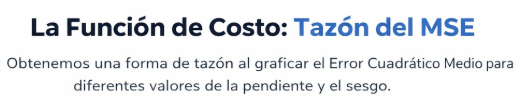 La Función de Costo: Tazón del MSE
Obtenemos una forma de tazón al graficar el Error Cuadrático Medio para
diferentes valores de la pendiente y el sesgo.